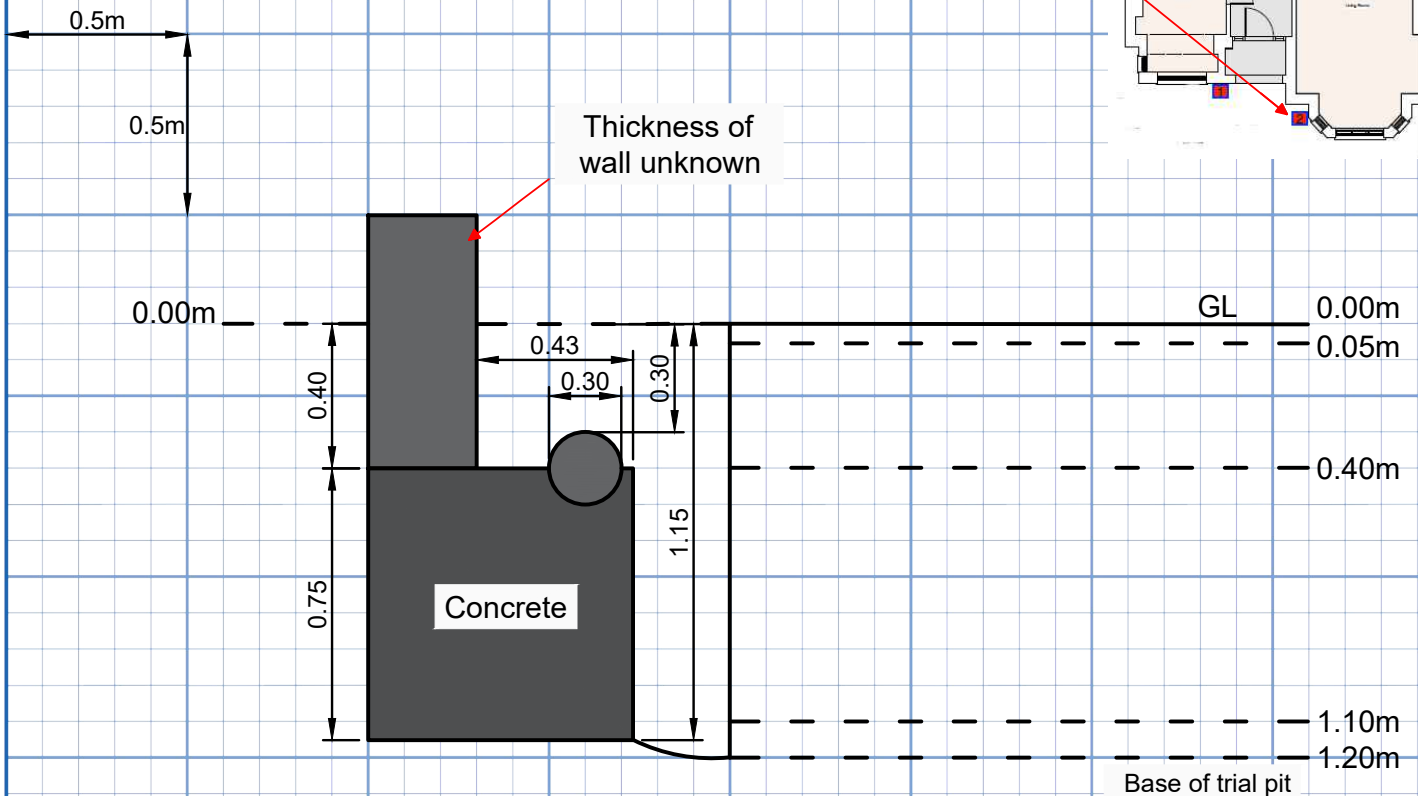 0.5m
0.5m
Living Room
1
2
Thickness of
wall unknown
0.00m
GL
0.00m
0.05m
0.43
0.30
0.30
0.40
0.40m
1.15
0.75
Concrete
1.10m
1.20m
Base of trial pit